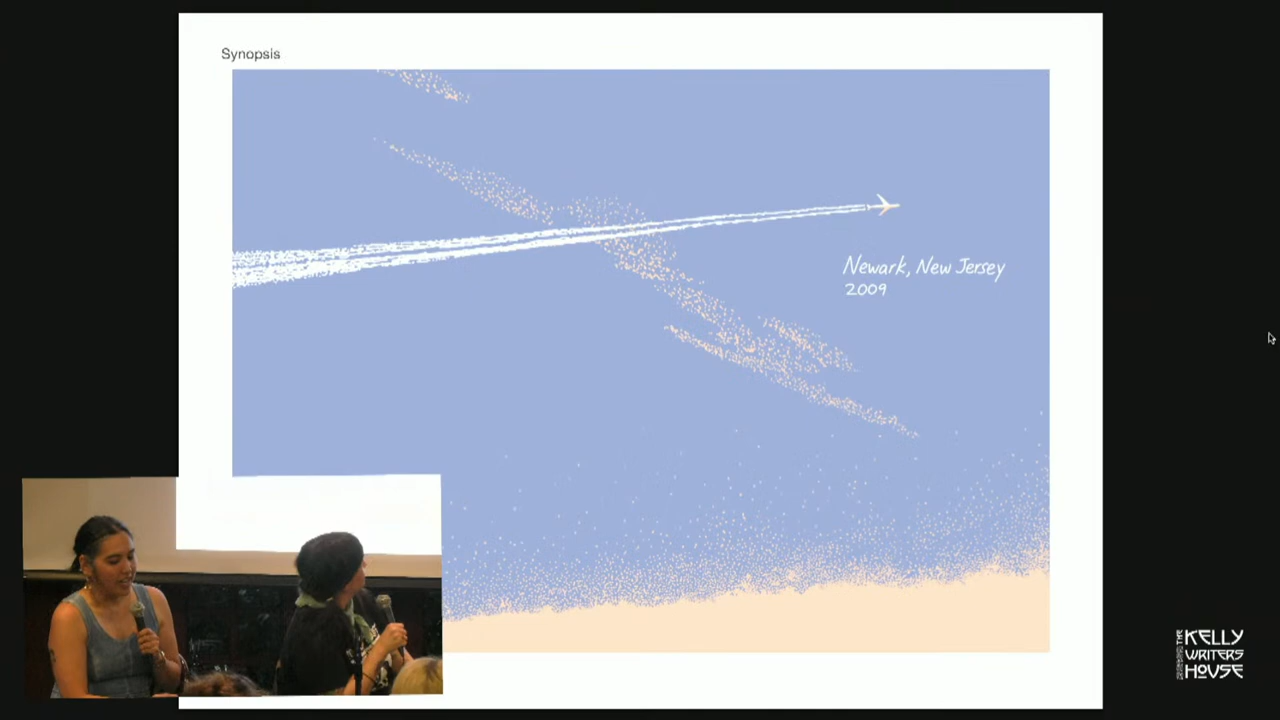 Synopsis
Newark, New Jersey
2009
THE
KELLY
WRITERS
HOUSE